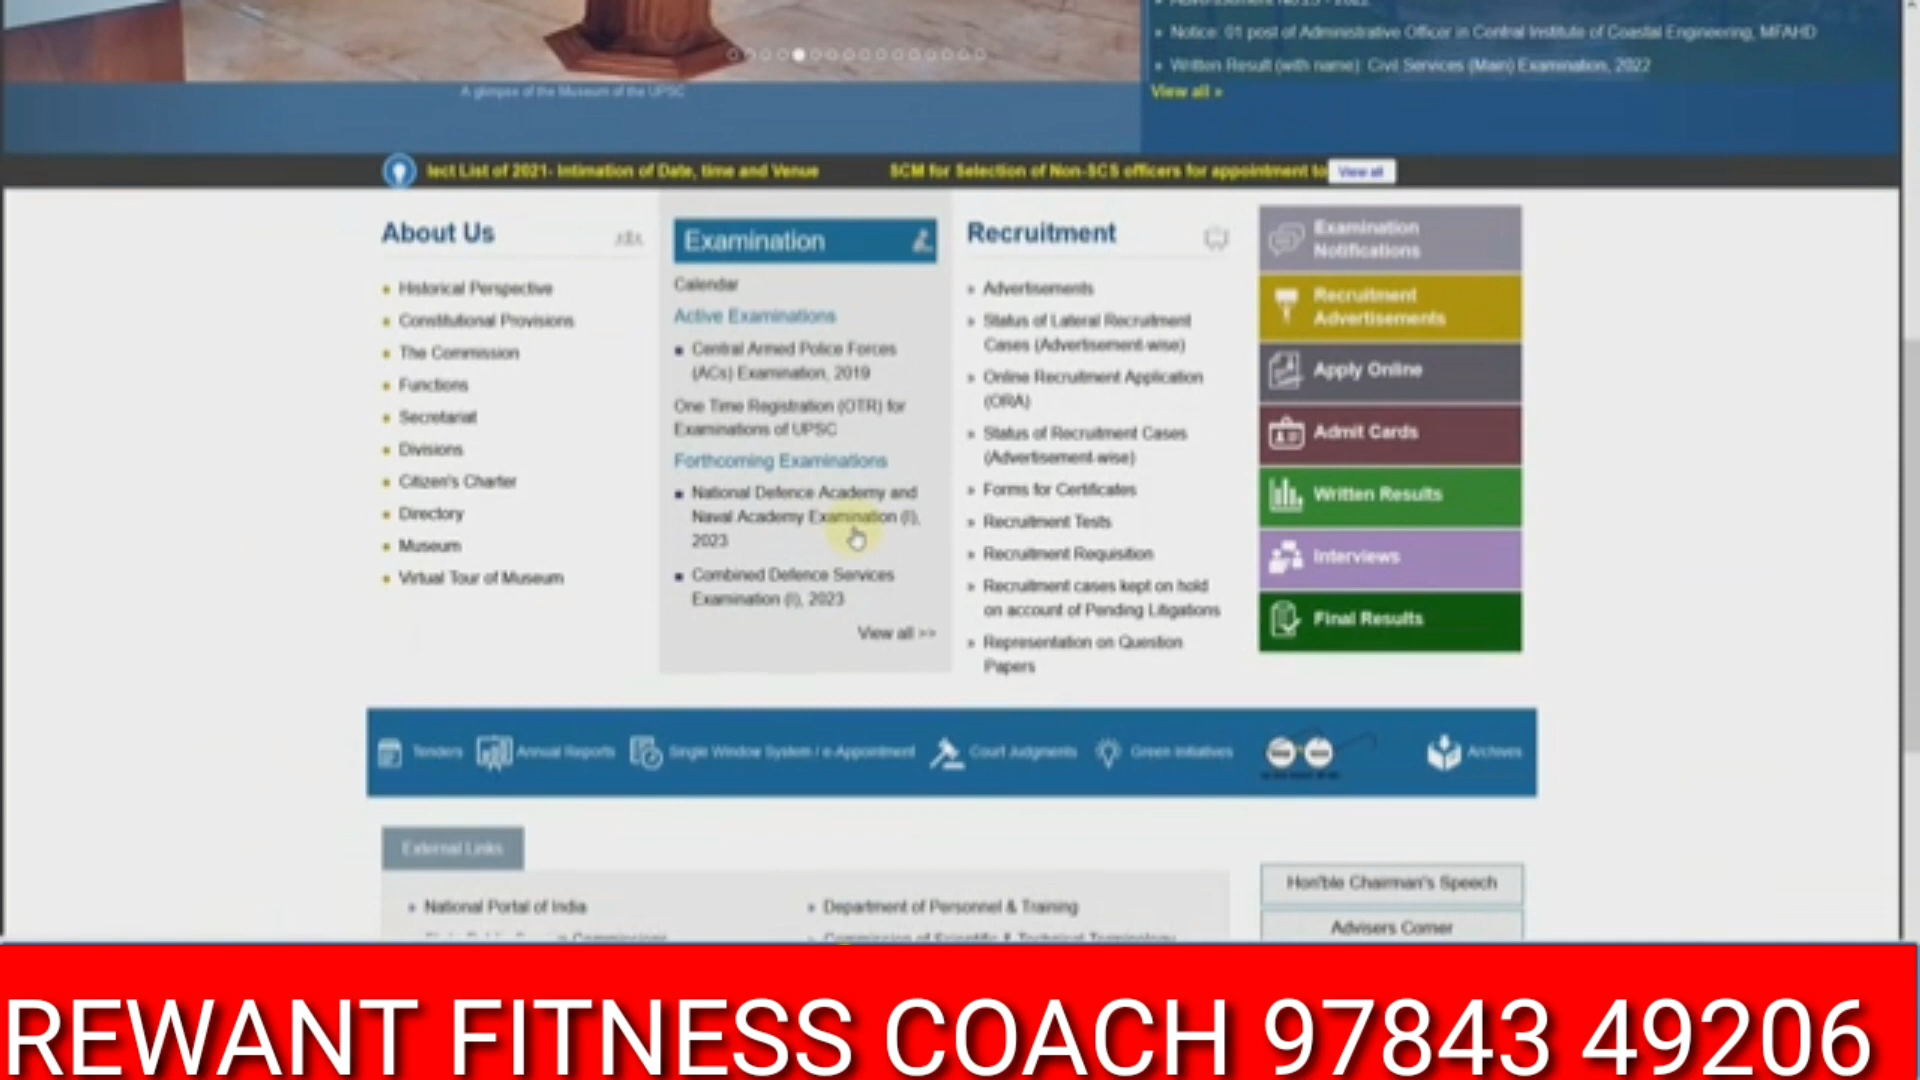 Notice: 01 post of Administrative Officer in Central Institute of Coastal Engineering, MFAHD
Written Result (with name): Civil Services (Main) Examination, 2022
View all »
A glimpse of the Museum of the UPSC
lect List of 2021- Intimation of Date, time and Venue
SCM for Selection of Non-SCS officers for appointment to
View all
About Us
Historical Perspective
Constitutional Provisions
The Commission
Functions
Secretariat
Divisions
Citizen's Charter
Directory
Museum
Virtual Tour of Museum
Examination
Calendar
Active Examinations
Central Armed Police Forces
(ACs) Examination, 2019
One Time Registration (OTR) for
Examinations of UPSC
Forthcoming Examinations
National Defence Academy and
Naval Academy Examination (I),
2023
Combined Defence Services
Examination (I), 2023
View all >>
Recruitment
Advertisements
Status of Lateral Recruitment
Cases (Advertisement-wise)
Online Recruitment Application
(ORA)
Status of Recruitment Cases
(Advertisement-wise)
Forms for Certificates
Recruitment Tests
Recruitment Requisition
Recruitment cases kept on hold
on account of Pending Litigations
Representation on Question
Papers
Examination
Notifications
Recruitment
Advertisements
Apply Online
Admit Cards
Written Results
Interviews
Final Results
Tenders
Annual Reports
Single Window System / e-Appointment
Court Judgments
Green Initiatives
Archives
External Links
National Portal of India
Department of Personnel & Training
Commission of Scientific & Technical Terminology
Hon'ble Chairman's Speech
Advisers Corner
REWANT FITNESS COACH 97843 49206